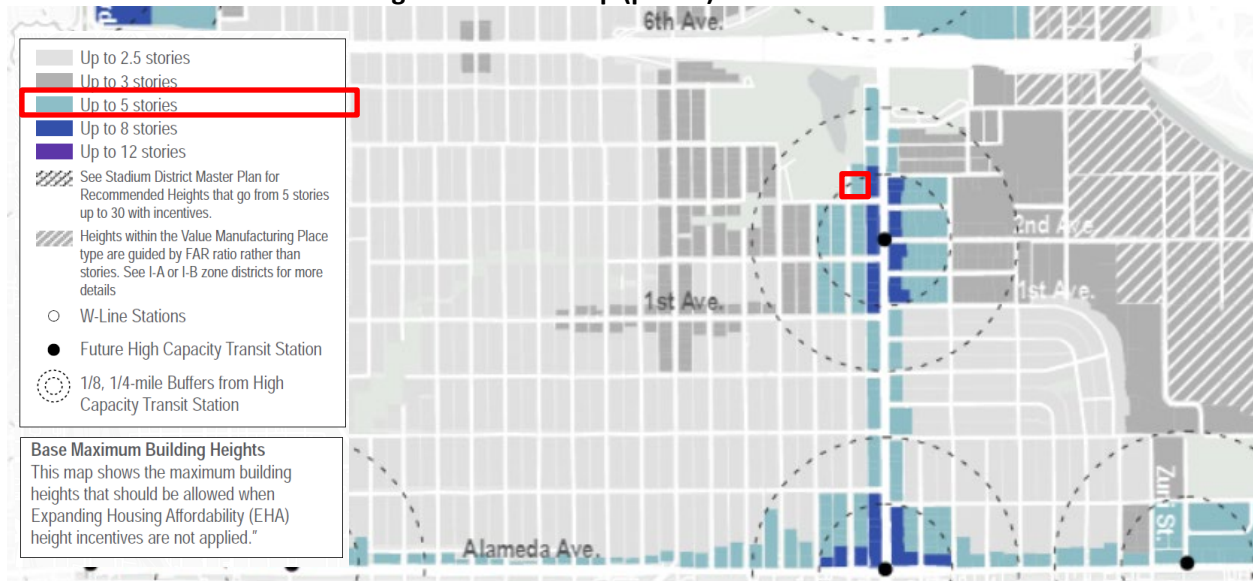 6th Ave.
Up to 2.5 stories
Up to 3 stories
Up to 5 stories
Up to 8 stories
Up to 12 stories
See Stadium District Master Plan for
Recommended Heights that go from 5 stories
up to 30 with incentives.
Heights within the Value Manufacturing Place
type are guided by FAR ratio rather than
stories. See I-A or I-B zone districts for more
details
W-Line Stations
Future High Capacity Transit Station
1/8, 1/4-mile Buffers from High
Capacity Transit Station
2nd Ave.
1st Ave.
1st Ave.
Base Maximum Building Heights
This map shows the maximum building
heights that should be allowed when
Expanding Housing Affordability (EHA)
height incentives are not applied."
Zuni St.
Alameda Ave.